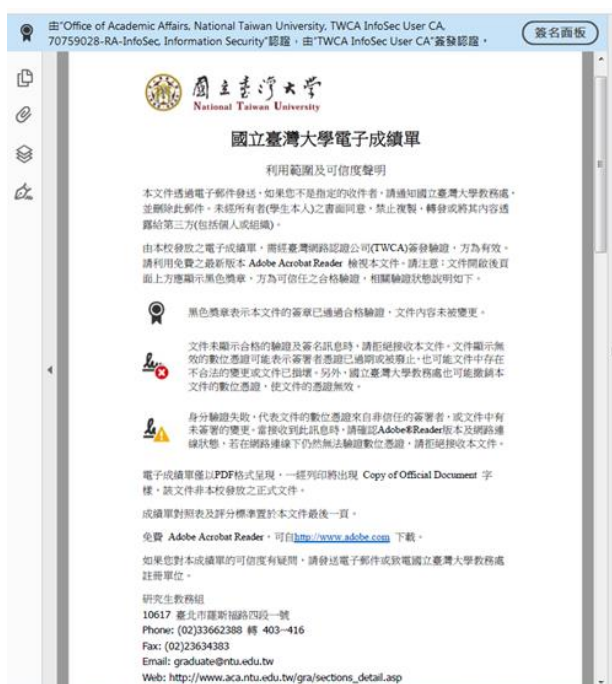 由"Office of Academic Affairs, National Taiwan University, TWCA InfoSec User CA,
70759028-RA-InfoSec, Information Security"認證，由"TWCA InfoSec User CA"簽發認證。
簽名面板
國立臺灣大學
National Taiwan University
國立臺灣大學電子成績單
利用範圍及可信度聲明
本文件透過電子郵件發送，如果您不是指定的收件者，請通知國立臺灣大學教務處，
並刪除此郵件。未經所有者(學生本人)之書面同意，禁止複製、轉發或將其內容透
露給第三方(包括個人或組織)。
由本校發放之電子成績單，需經臺灣網路認證公司(TWCA)簽發驗證，方為有效。
請利用免費之最新版本 Adobe Acrobat Reader 檢視本文件。請注意：文件開啟後頁
面上方應顯示黑色獎章，方為可信任之合格驗證，相關驗證狀態說明如下。
黑色獎章表示本文件的簽章已通過合格驗證，文件內容未被變更。
文件未顯示合格的驗證及簽名訊息時，請拒絕接收本文件。文件顯示無
效的數位憑證可能表示簽署者憑證已過期或被廢止，也可能文件中存在
不合法的變更或文件已損壞。另外，國立臺灣大學教務處也可能撤銷本
文件的數位憑證，使文件的憑證無效。
身分驗證失敗，代表文件的數位憑證來自非信任的簽署者，或文件中有
未簽署的變更。當接收到此訊息時，請確認Adobe®Reader版本及網路連
線狀態，若在網路連線下仍然無法驗證數位憑證，請拒絕接收本文件。
電子成績單僅以PDF格式呈現，一經列印將出現 Copy of Official Document 字
樣，該文件非本校發放之正式文件。
成績單對照表及評分標準置於本文件最後一頁。
免費 Adobe Acrobat Reader，可自http://www.adobe.com 下載。
如果您對本成績單的可信度有疑問，請發送電子郵件或致電國立臺灣大學教務處
註冊單位。
研究生教務組
10617 臺北市羅斯福路四段一號
Phone: (02)33662388 轉 403~416
Fax: (02)23634383
Email: graduate@ntu.edu.tw
Web: http://www.aca.ntu.edu.tw/gra/sections_detail.asp